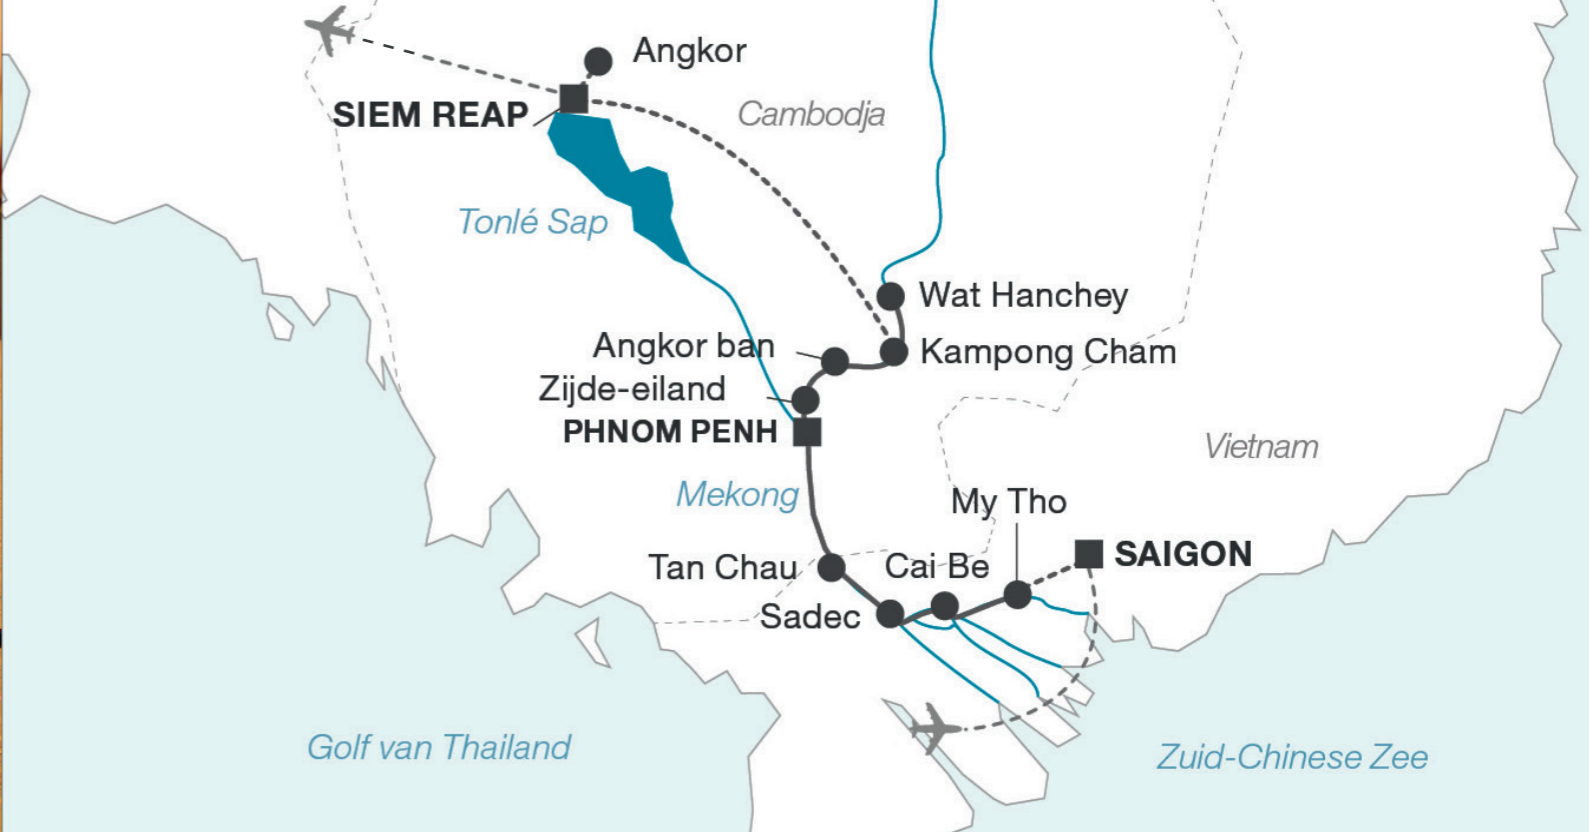 Angkor
SIEM REAP
Cambodja
Tonlé Sap
Wat Hanchey
Angkor ban
Kampong Cham
Zijde-eiland
PHNOM PENH
Vietnam
Mekong
My Tho
SAIGON
Tan Chau
Cai Be
Sadec
Golf van Thailand
Zuid-Chinese Zee